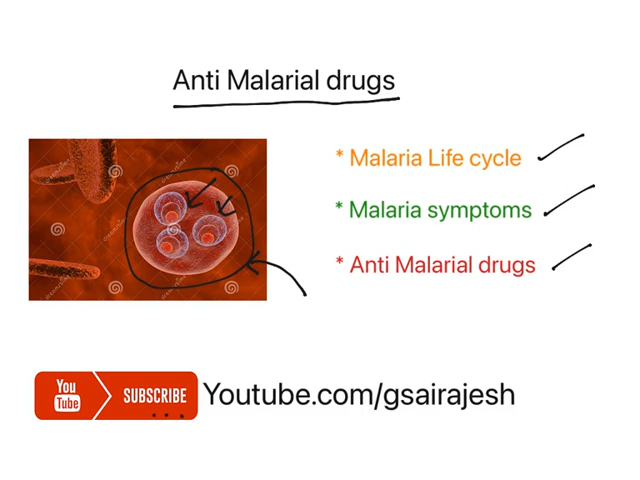 Anti Malarial drugs
* Malaria Life cycle
* Malaria symptoms
* Anti Malarial drugs
You
Tube
SUBSCRIBE
Youtube.com/gsairajesh